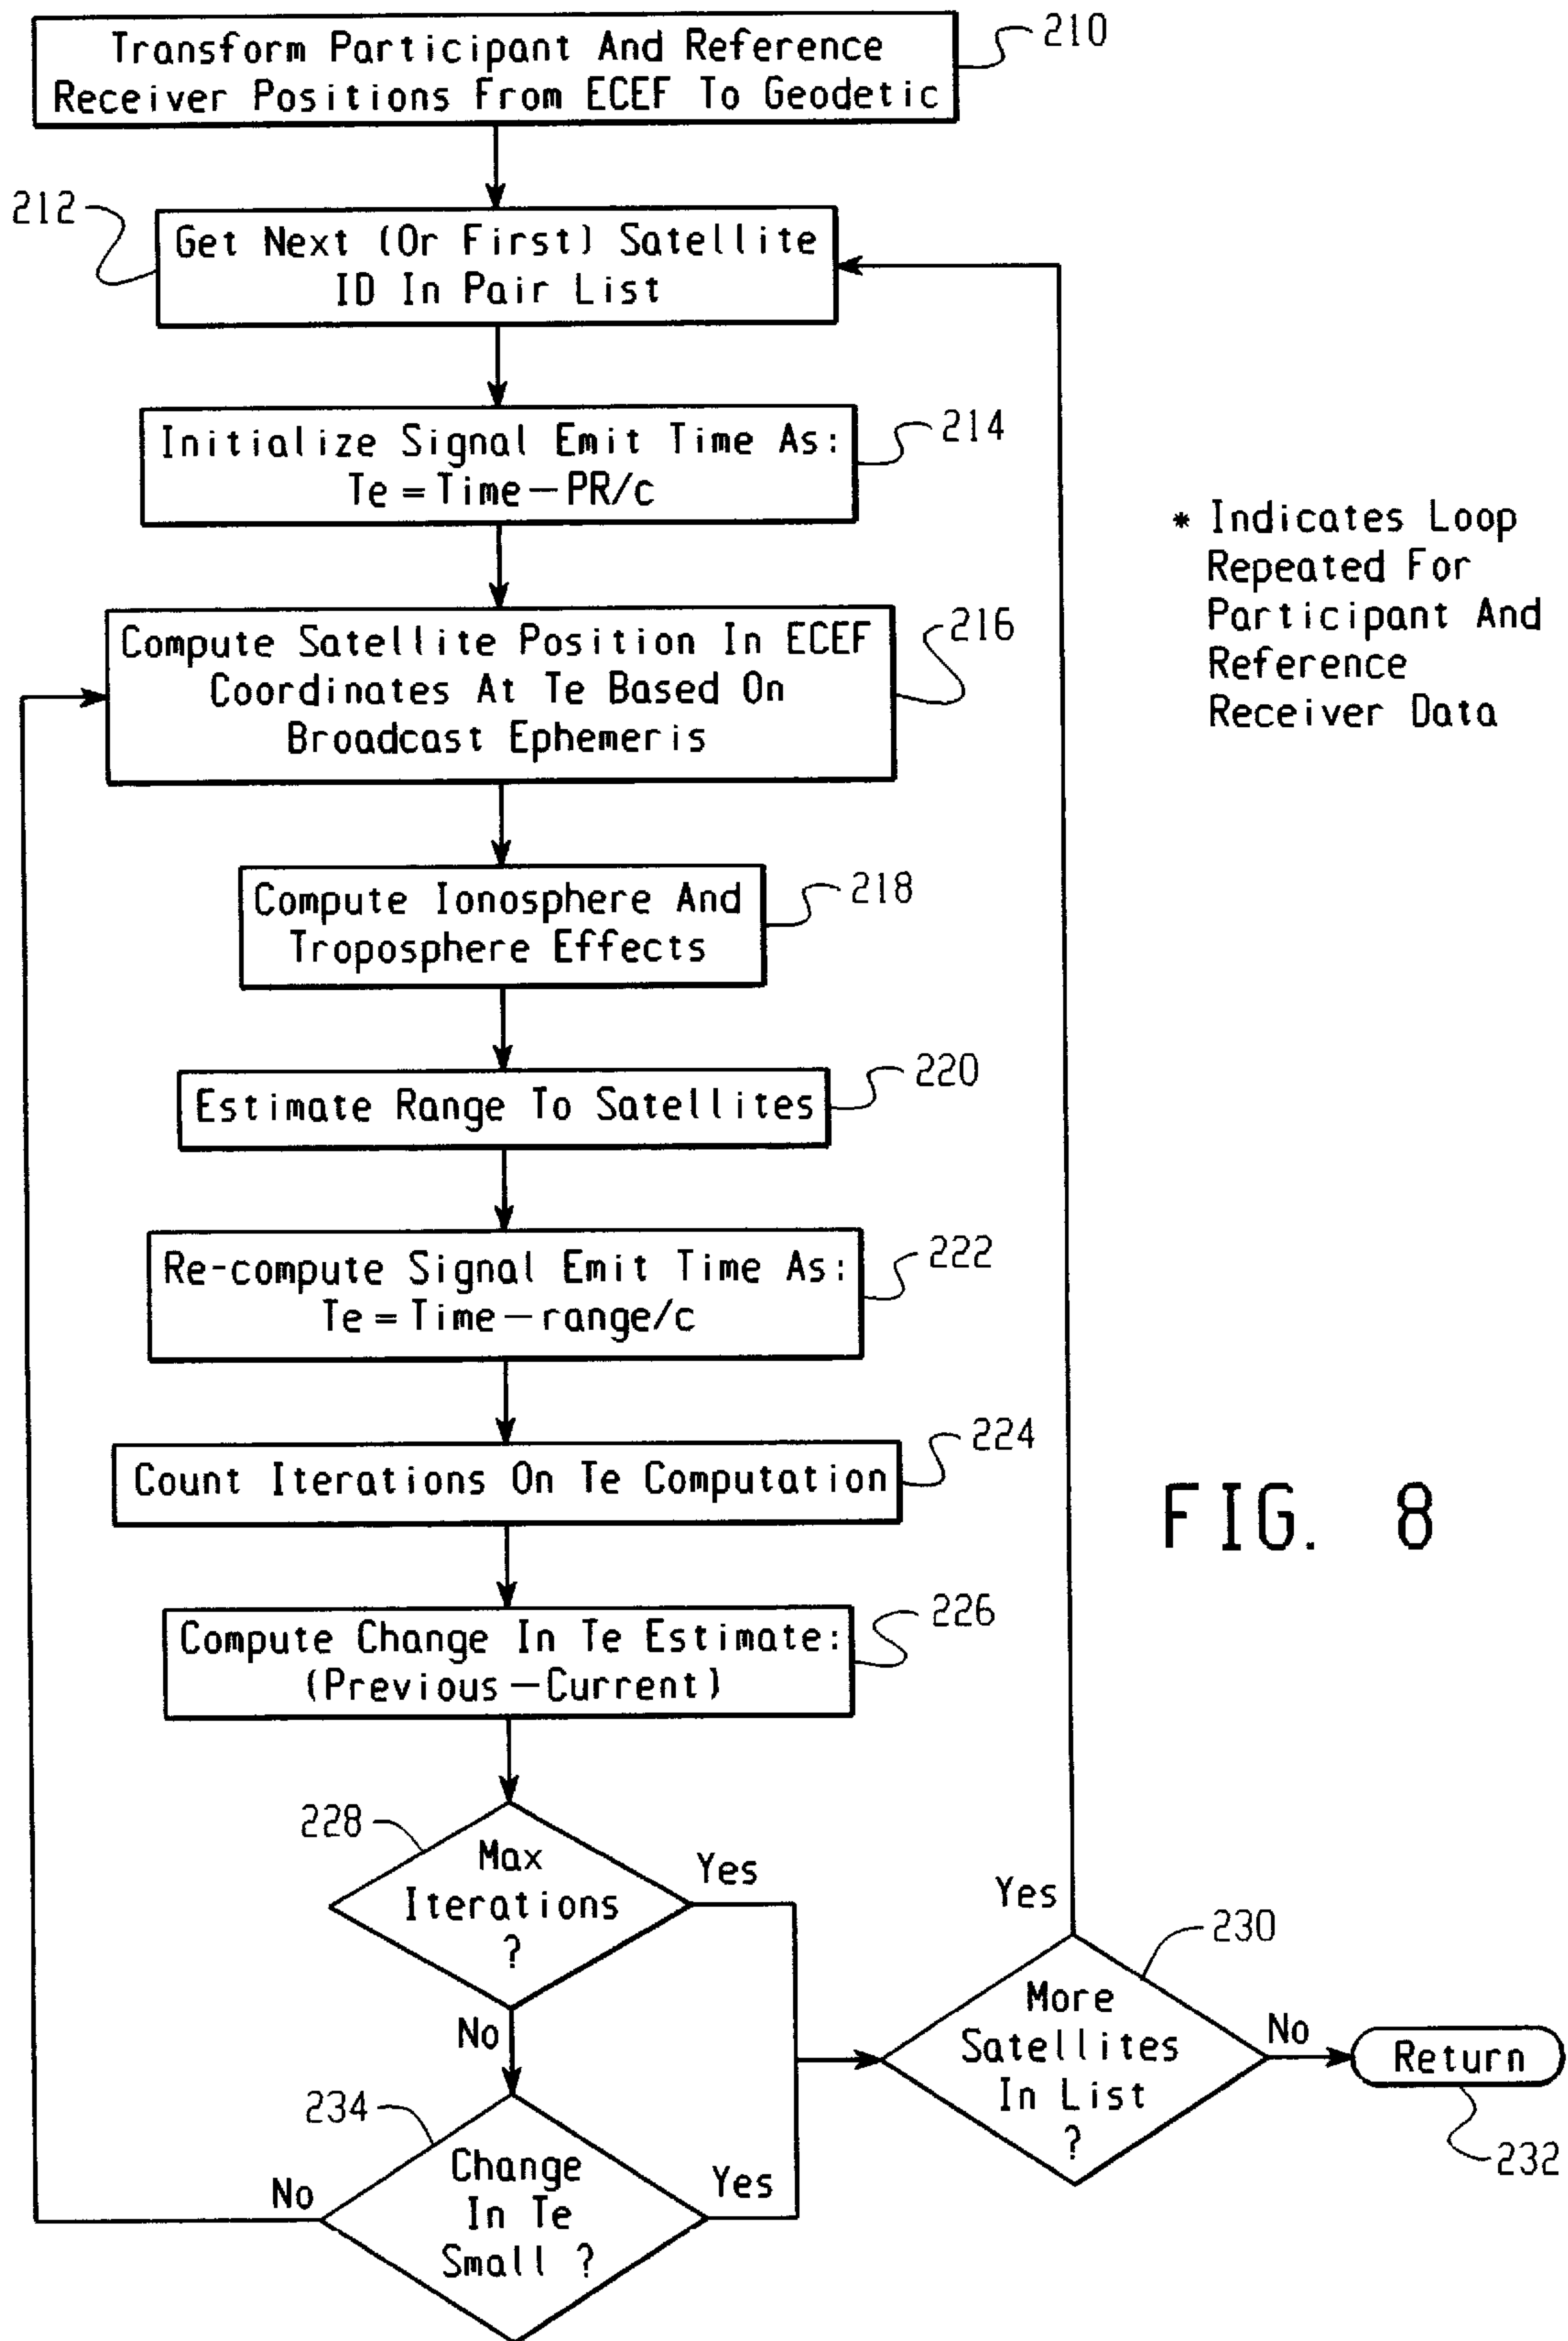 Transform Participant And Reference
Receiver Positions From ECEF To Geodetic
210
212
Get Next (Or First) Satellite
ID In Pair List
Initialize Signal Emit Time As:
Te = Time - PR/c
214
* Indicates Loop
Repeated For
Participant And
Reference
Receiver Data
Compute Satellite Position In ECEF
Coordinates At Te Based On
Broadcast Ephemeris
216
Compute Ionosphere And
Troposphere Effects
218
Estimate Range To Satellites
220
Re-compute Signal Emit Time As:
Te = Time - range/c
222
Count Iterations On Te Computation
224
FIG. 8
Compute Change In Te Estimate:
(Previous - Current)
226
228
Max
Iterations
?
Yes
No
Yes
230
More
Satellites
In List
?
No
Return
232
234
Change
In Te
Small ?
Yes
No